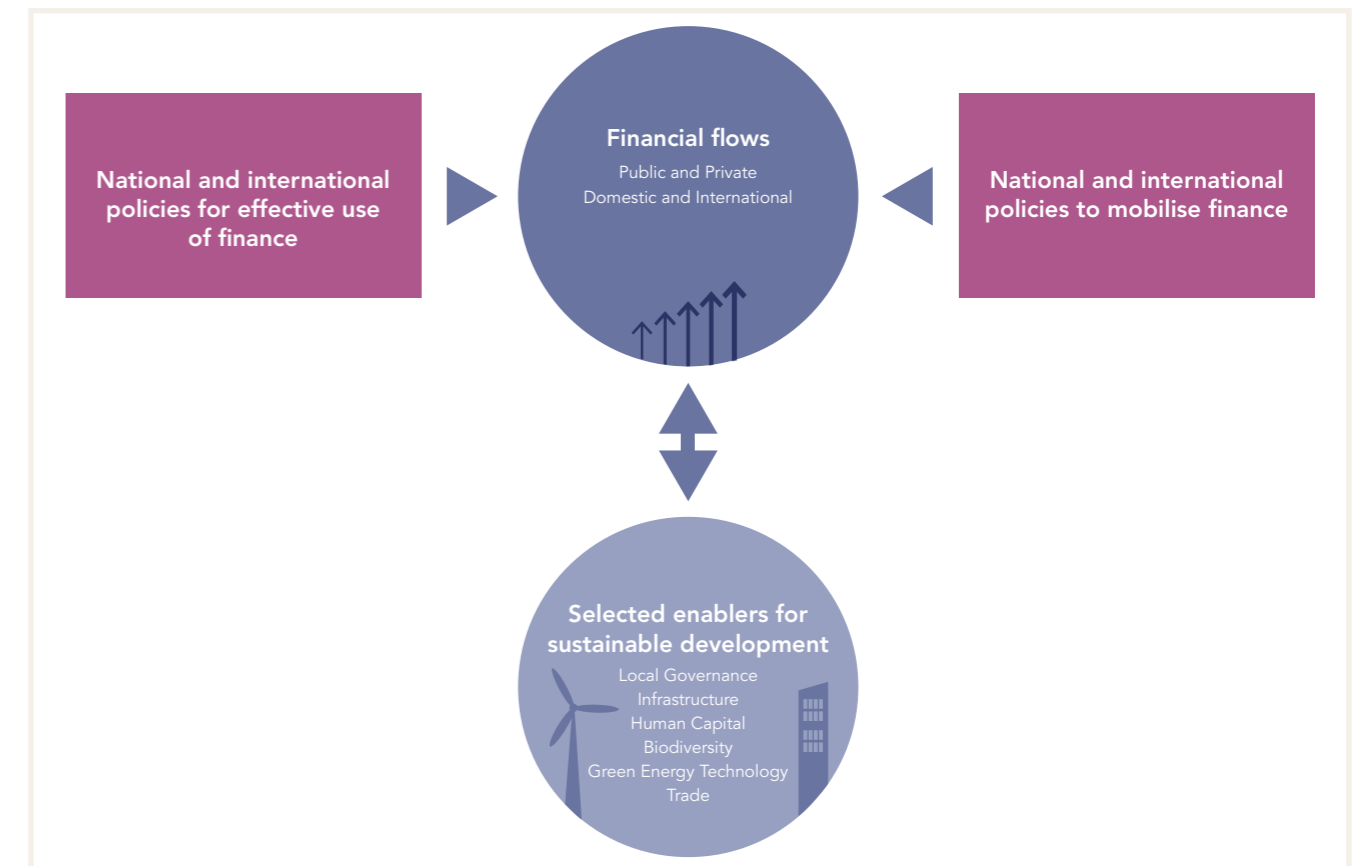 National and international
policies for effective use
of finance
Financial flows
Public and Private
Domestic and International
National and international
policies to mobilise finance
Selected enablers for
sustainable development
Local Governance
Infrastructure
Human Capital
Biodiversity
Green Energy Technology
Trade